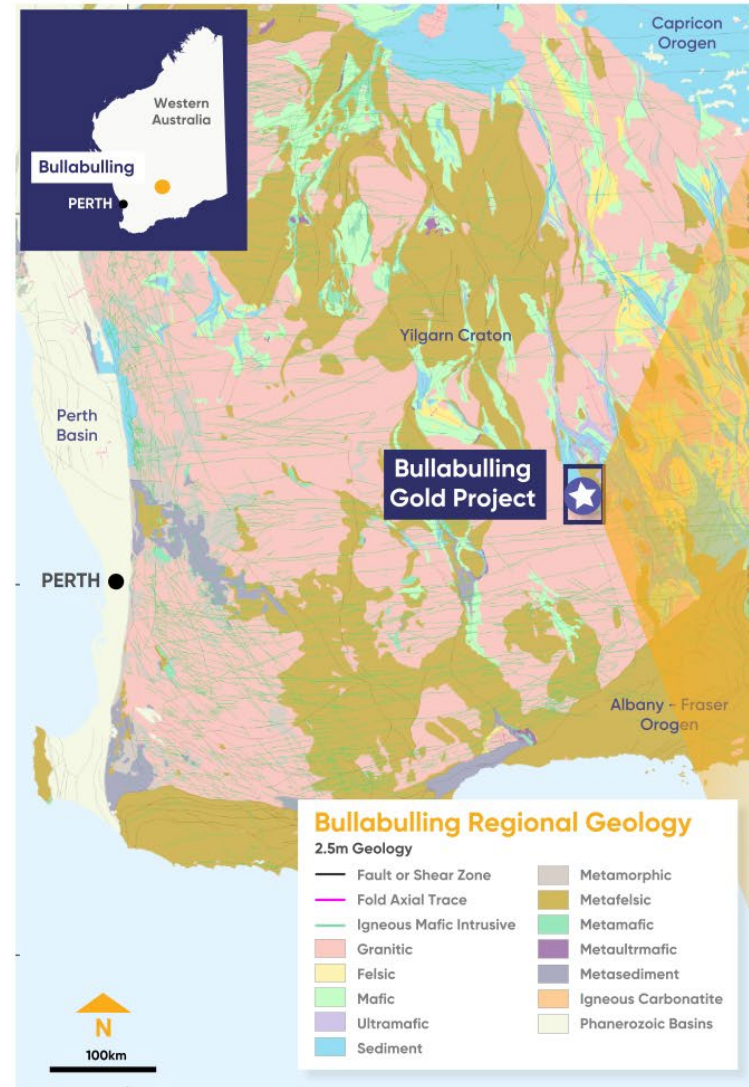 Capricon
Orogen
Western
Australia
Bullabulling
PERTH
Yilgarn Craton
Perth
Basin
Bullabulling
Gold Project
PERTH
Albany - Fraser
Orogen
Bullabulling Regional Geology
2.5m Geology
Fault or Shear Zone
Fold Axial Trace
Igneous Mafic Intrusive
Granitic
Felsic
Mafic
Ultramafic
Sediment
Metamorphic
Metafelsic
Metamafic
Metaultrmafic
Metasediment
Igneous Carbonatite
Phanerozoic Basins
N
100km